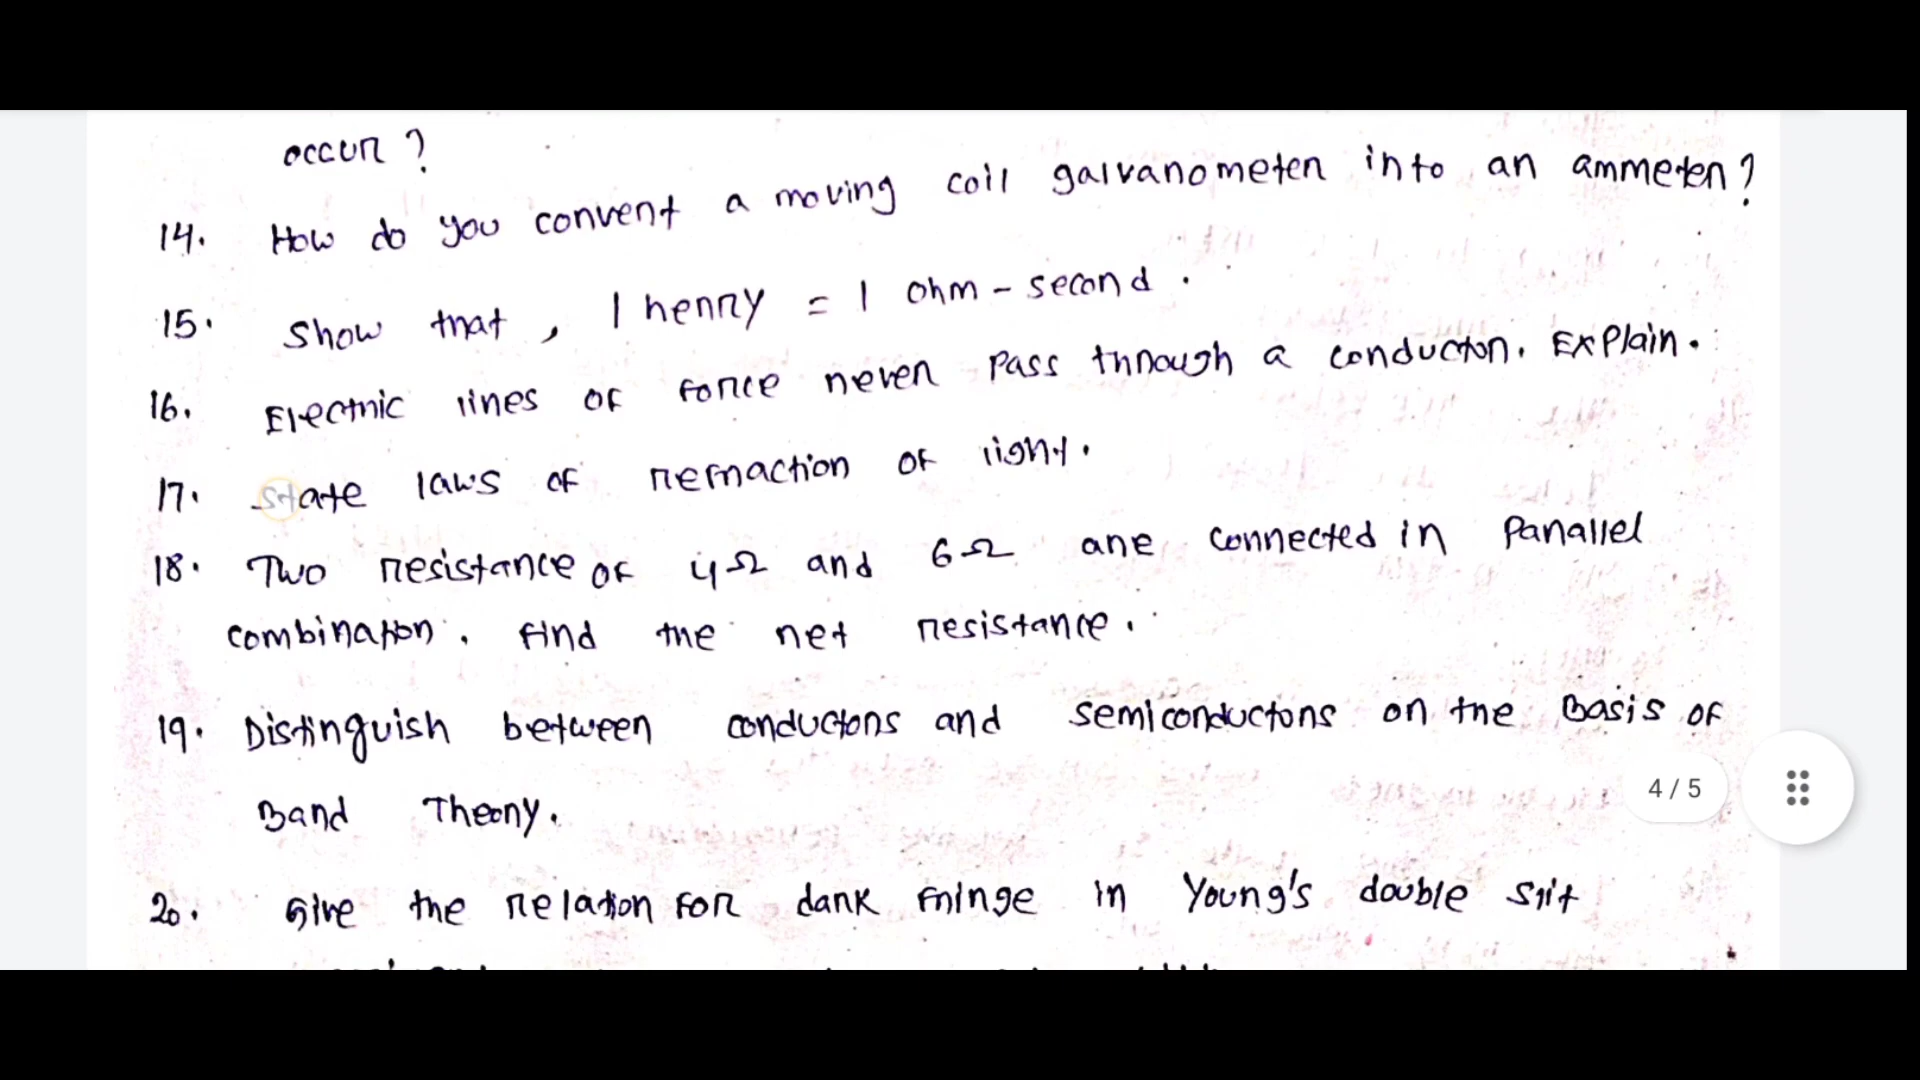 occur ?
14. How do you convert a moving coil galvanometer into an ammeter ?
15. Show that , 1 henry = 1 ohm - second .
16. Electric lines of force never pass through a conductor. Explain.
17. State laws of refraction of light.
18. Two resistance of 4Ω and 6Ω are connected in parallel
combination. Find the net resistance.
19. Distinguish between conductors and semiconductors on the Basis of
Band Theory.
4 / 5
20. Give the relation for dark fringe in Young's double slit